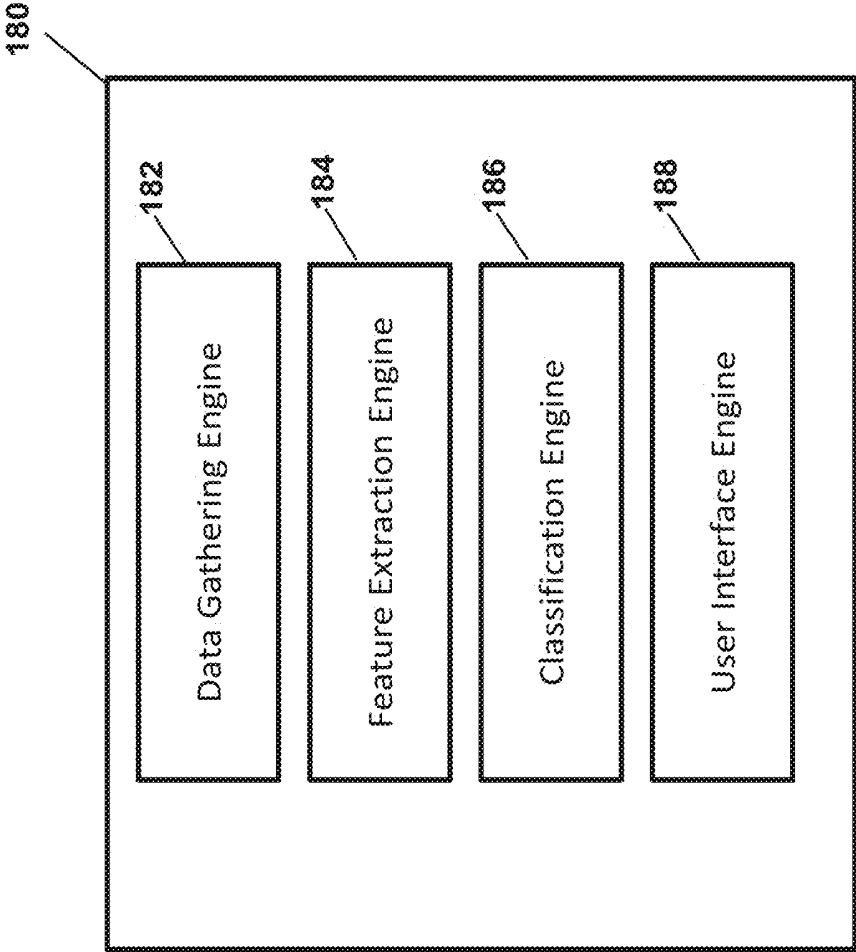 180
182
Data Gathering Engine
184
Feature Extraction Engine
186
Classification Engine
188
User Interface Engine